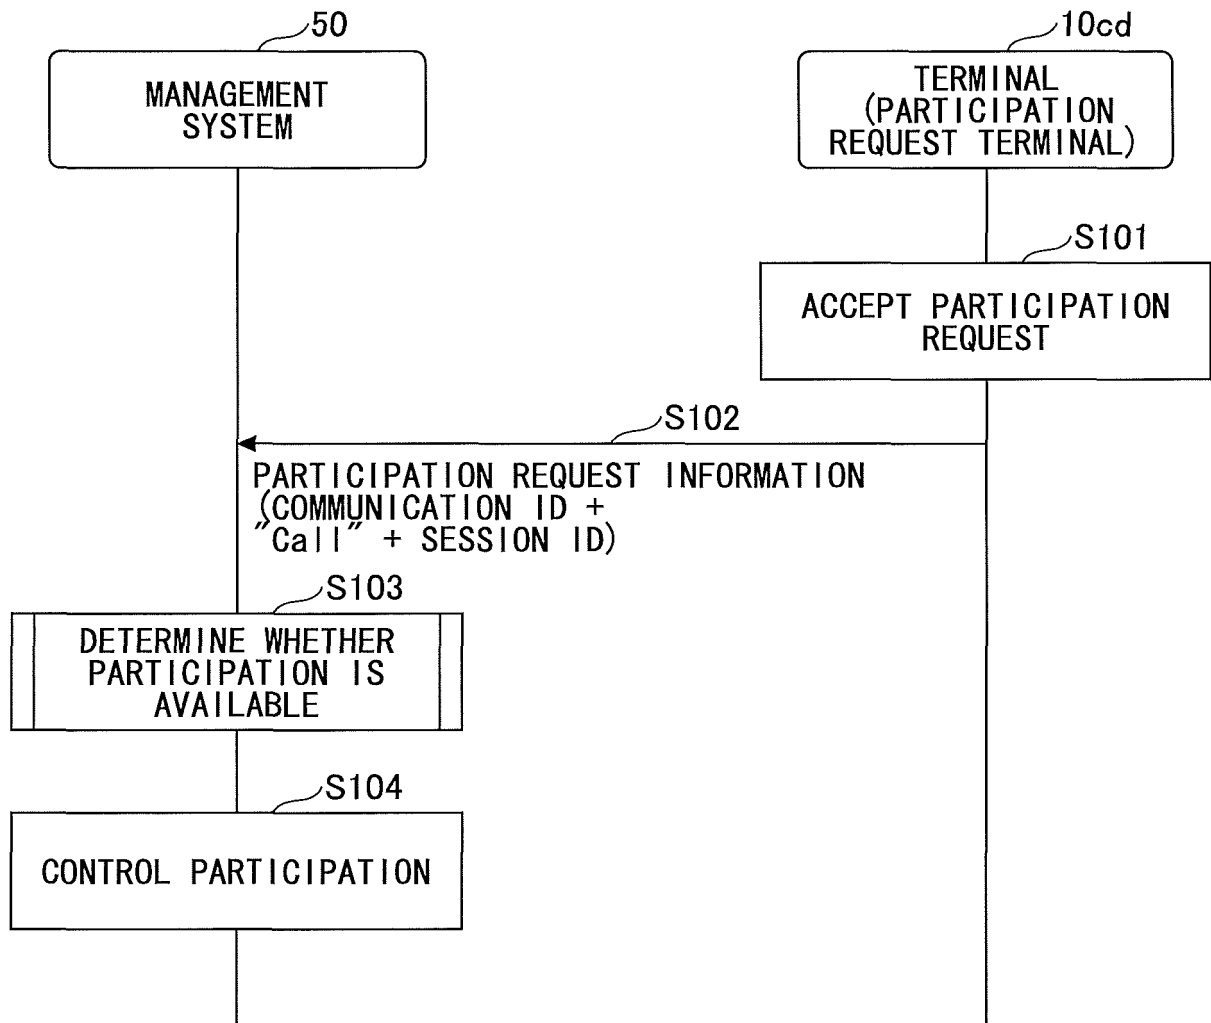 50
10cd
MANAGEMENT
SYSTEM
TERMINAL
(PARTICIPATION
REQUEST TERMINAL)
S101
ACCEPT PARTICIPATION
REQUEST
S102
PARTICIPATION REQUEST INFORMATION
(COMMUNICATION ID +
"Call" + SESSION ID)
S103
DETERMINE WHETHER
PARTICIPATION IS
AVAILABLE
S104
CONTROL PARTICIPATION